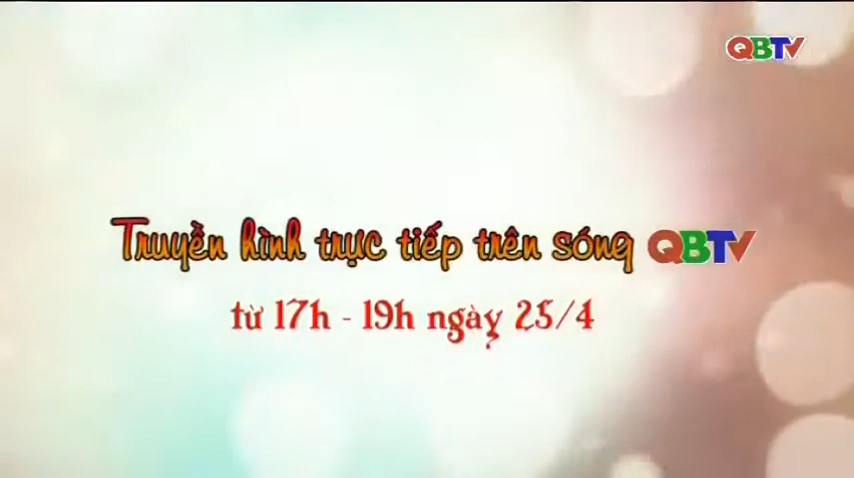 QBTV
Truyền hình trực tiếp trên sóng QBTV
từ 17h - 19h ngày 25/4